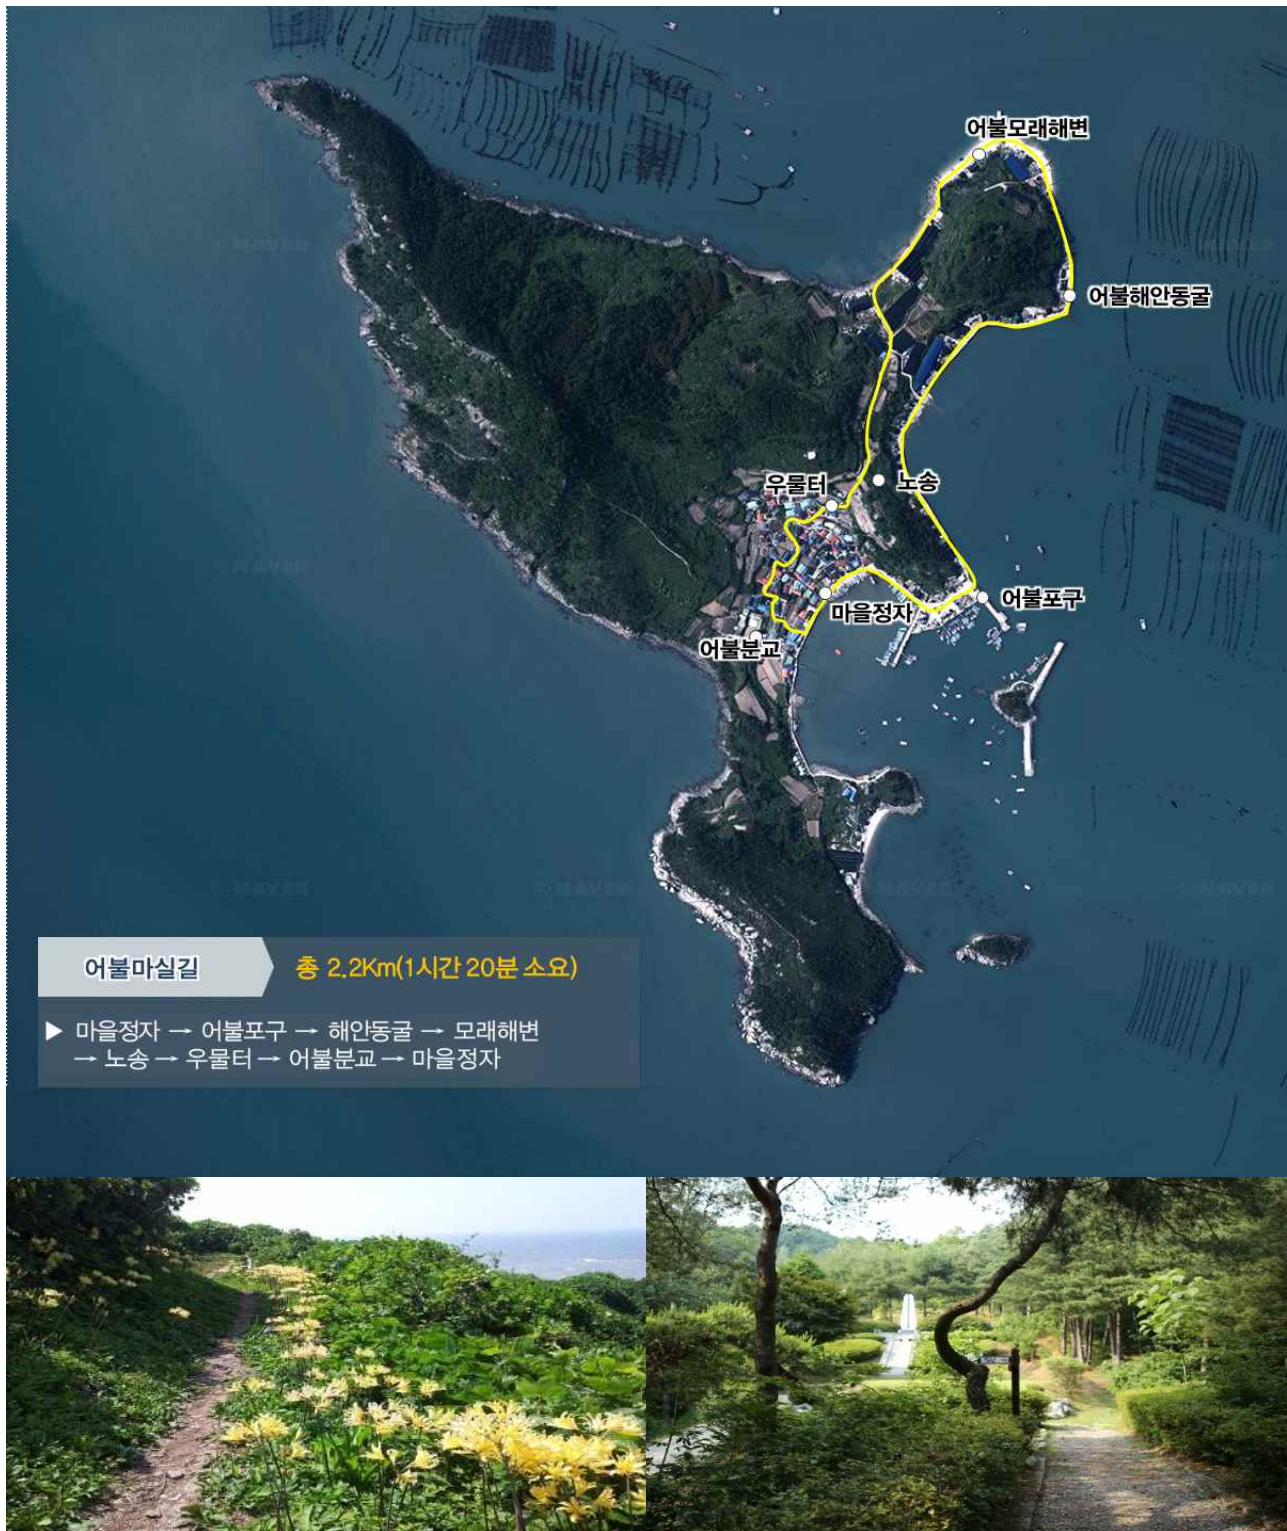 어불모래해변
어불해안동굴
우물터
노송
어불포구
마을정자
어불분교
어불마실길
총 2.2Km(1시간 20분 소요)
▶ 마을정자 → 어불포구 → 해안동굴 → 모래해변
→ 노송 → 우물터 → 어불분교 → 마을정자